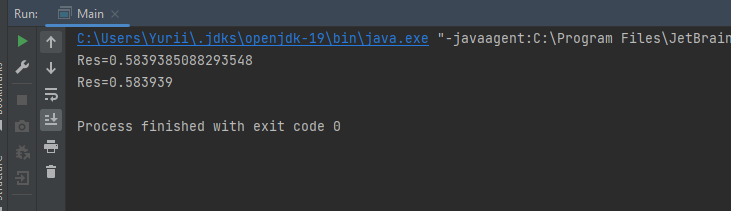 Run: Main
C:\Users\Yurii\.jdks\openjdk-19\bin\java.exe "-javaagent:C:\Program Files\JetBrain
Res=0.5839385088293548
Res=0.583939
Process finished with exit code 0